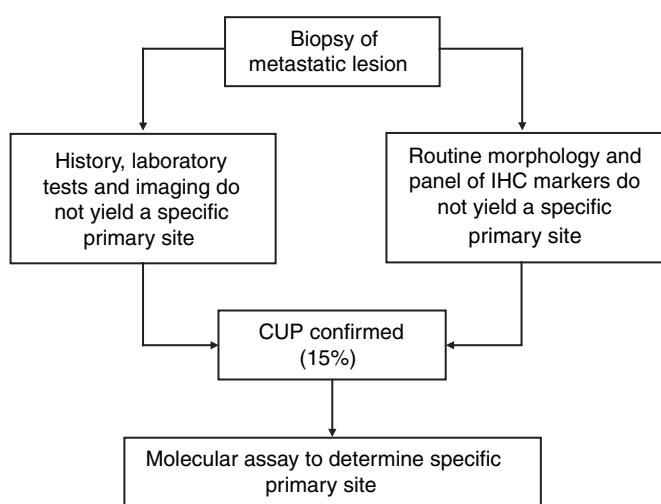 Biopsy of
metastatic lesion
History, laboratory
tests and imaging do
not yield a specific
primary site
Routine morphology and
panel of IHC markers do
not yield a specific
primary site
CUP confirmed
(15%)
Molecular assay to determine specific
primary site